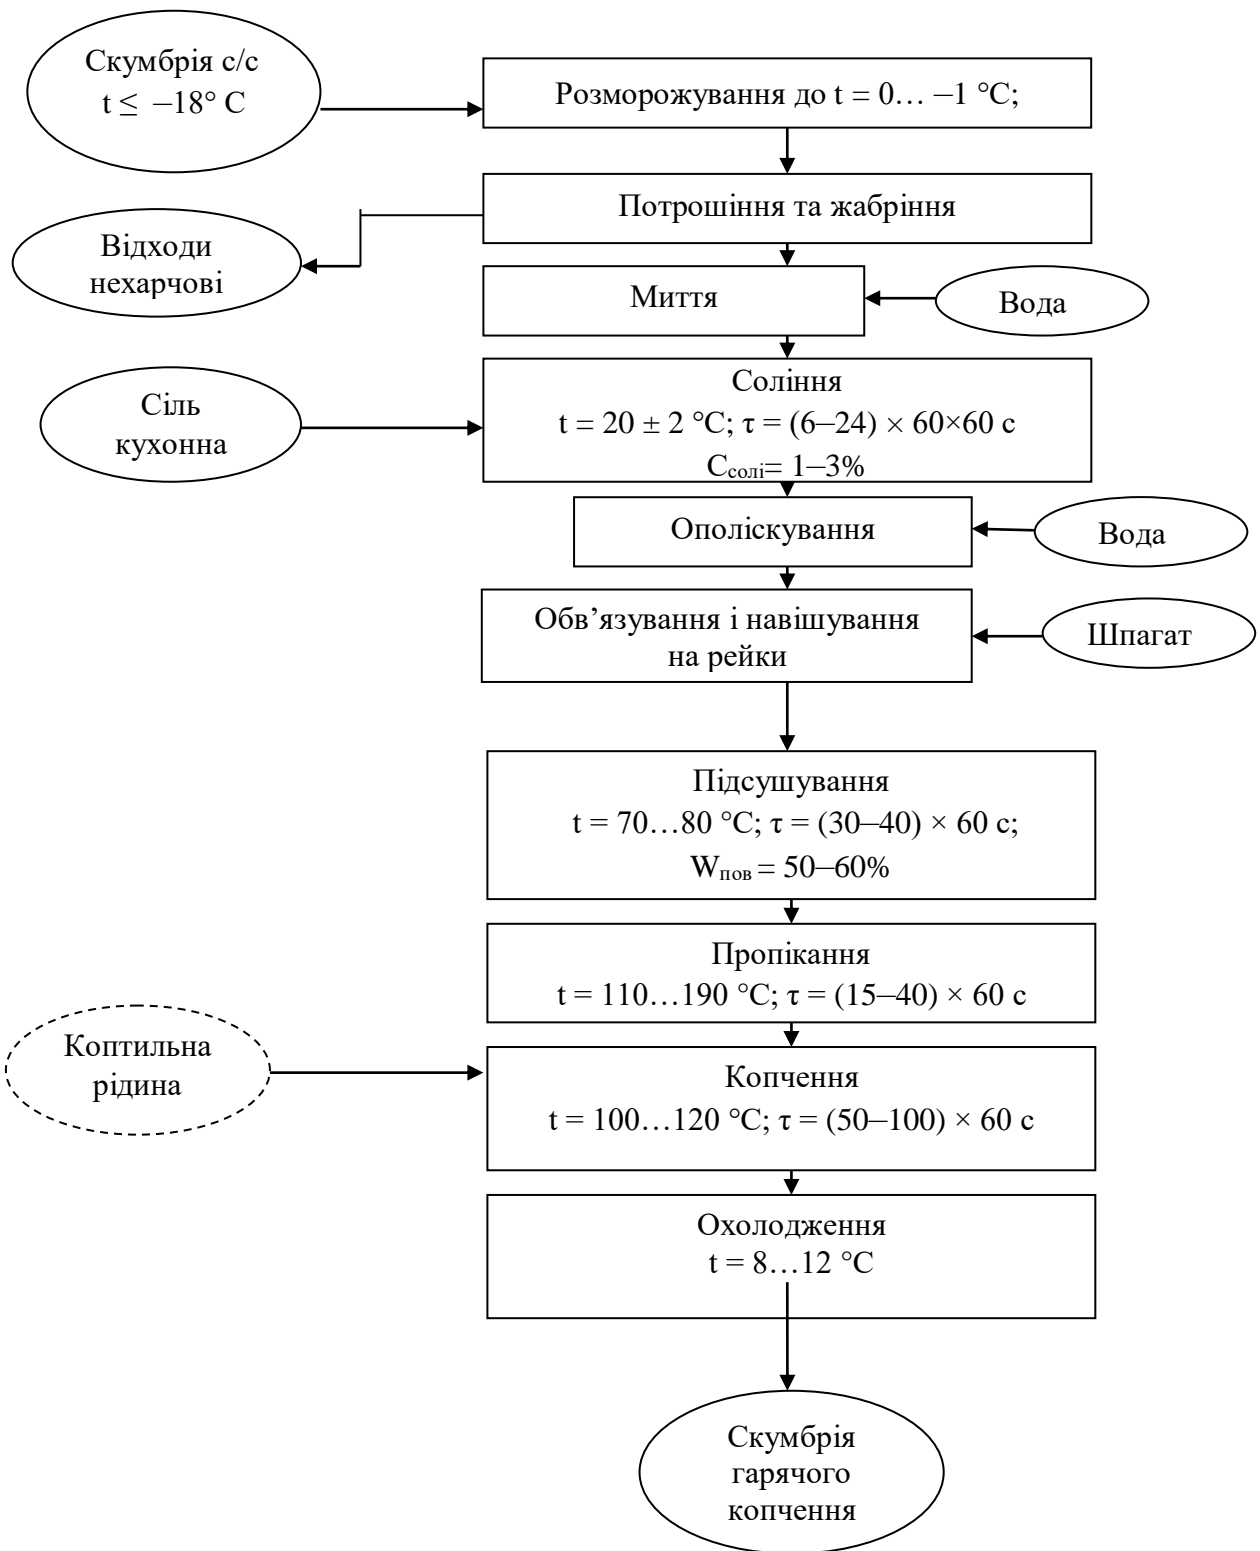 Скумбрія с/с
t ≤ –18° С
Розморожування до t = 0… –1 °С;
Потрошіння та жабріння
Відходи
нехарчові
Миття
Вода
Сіль
кухонна
Соління
t = 20 ± 2 °С; τ = (6–24) × 60×60 с
Ссолі= 1–3%
Ополіскування
Вода
Обв’язування і навішування
на рейки
Шпагат
Підсушування
t = 70…80 °С; τ = (30–40) × 60 с;
Wпов = 50–60%
Пропікання
t = 110…190 °С; τ = (15–40) × 60 с
Коптильна
рідина
Копчення
t = 100…120 °С; τ = (50–100) × 60 с
Охолодження
t = 8…12 °С
Скумбрія
гарячого
копчення